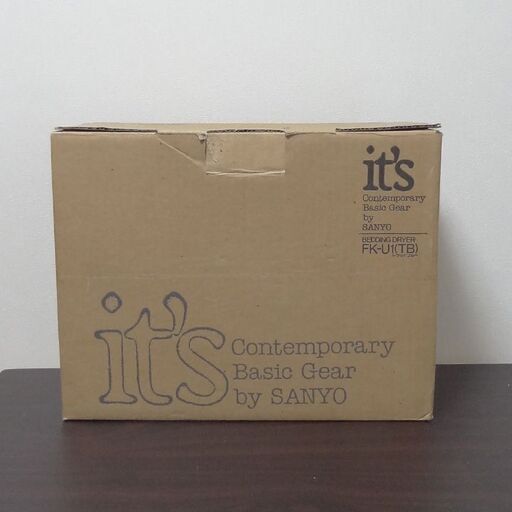 it's
Contemporary
Basic Gear
by
SANYO
BEDDING DRYER
FK-U1(TB)
it's
Contemporary
Basic Gear
by SANYO